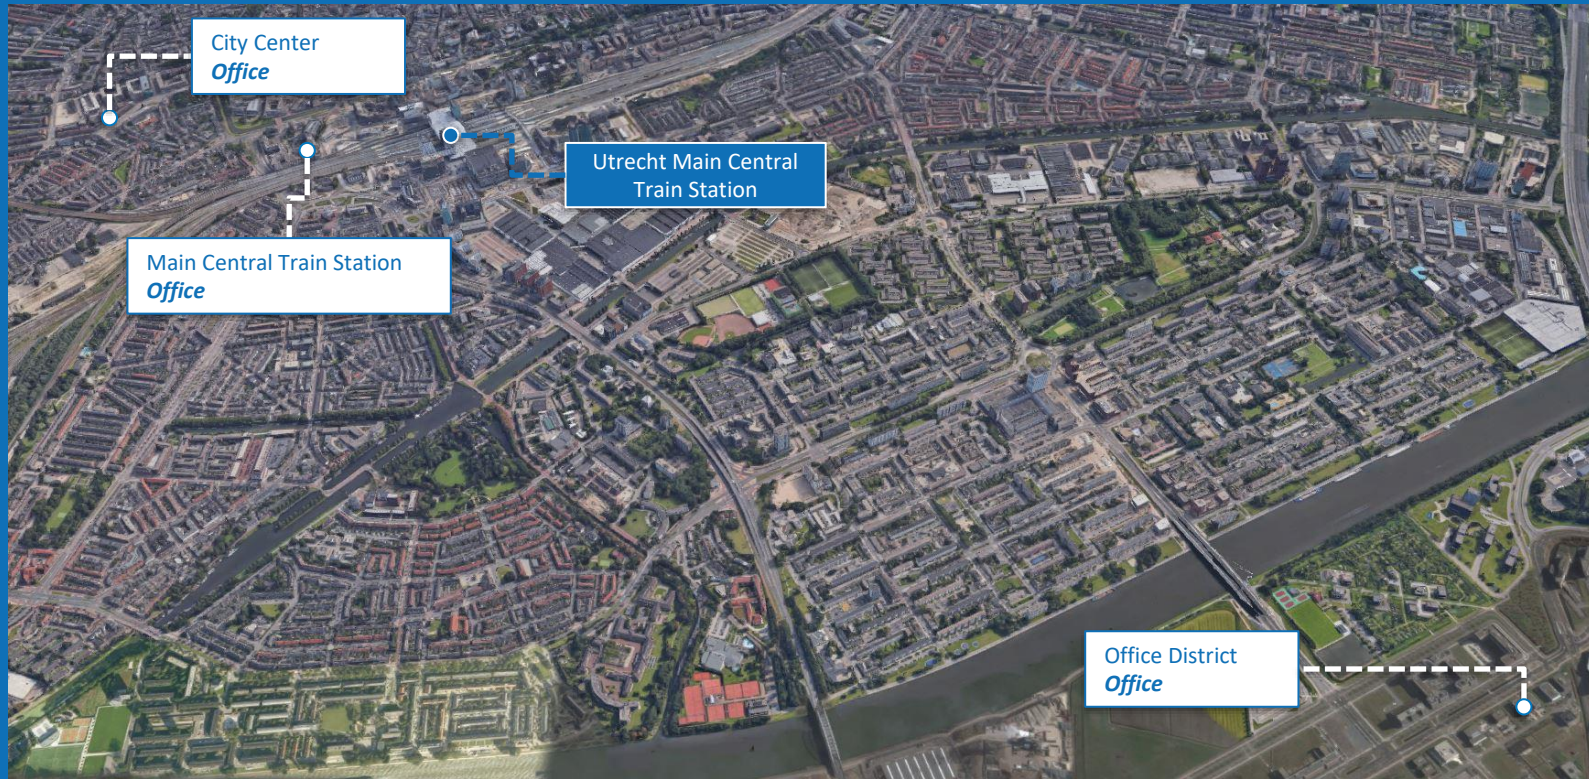 City Center
Office
Utrecht Main Central
Train Station
Main Central Train Station
Office
Office District
Office